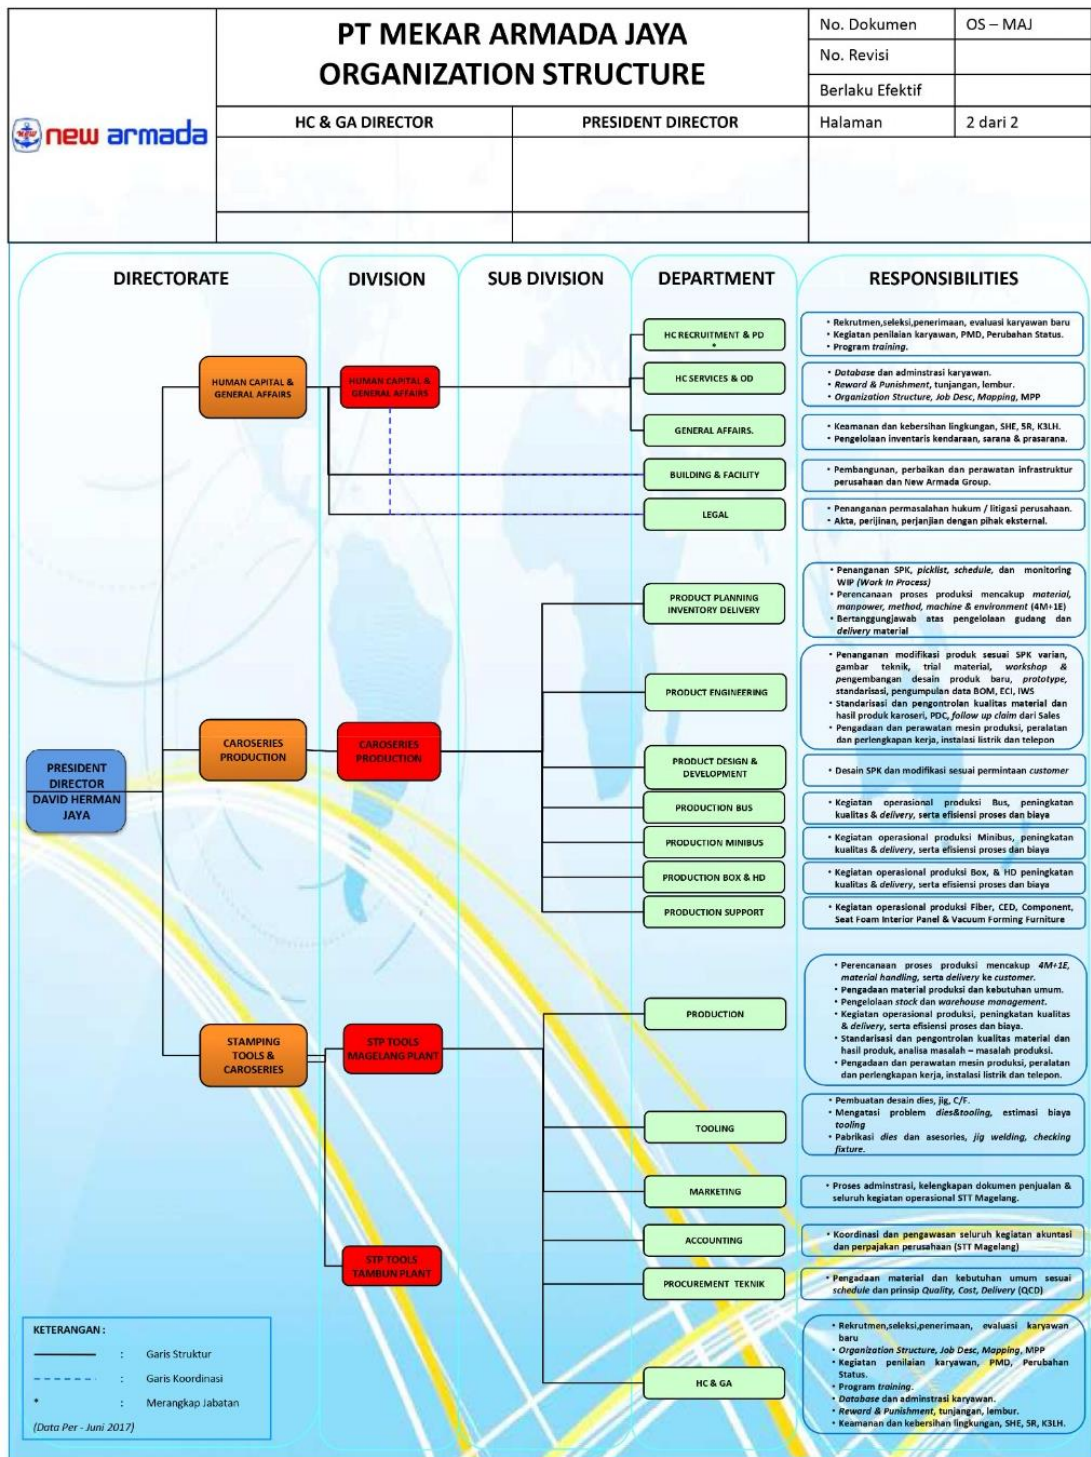 PT MEKAR ARMADA JAYA
ORGANIZATION STRUCTURE
No. Dokumen OS – MAJ
No. Revisi
Berlaku Efektif
Halaman 2 dari 2
new armada
HC & GA DIRECTOR PRESIDENT DIRECTOR
DIRECTORATE DIVISION SUB DIVISION DEPARTMENT RESPONSIBILITIES
PRESIDENT
DIRECTOR
DAVID HERMAN
JAYA
HUMAN CAPITAL &
GENERAL AFFAIRS
HUMAN CAPITAL &
GENERAL AFFAIRS
HC RECRUITMENT & PD
*
• Rekrutmen,seleksi,penerimaan, evaluasi karyawan baru
• Kegiatan penilaian karyawan, PMD, Perubahan Status.
• Program training.
HC SERVICES & OD
• Database dan adminstrasi karyawan.
• Reward & Punishment, tunjangan, lembur.
• Organization Structure, Job Desc, Mapping, MPP
GENERAL AFFAIRS.
• Keamanan dan kebersihan lingkungan, SHE, 5R, K3LH.
• Pengelolaan inventaris kendaraan, sarana & prasarana.
BUILDING & FACILITY
• Pembangunan, perbaikan dan perawatan infrastruktur
perusahaan dan New Armada Group.
LEGAL
• Penanganan permasalahan hukum / litigasi perusahaan.
• Akta, perijinan, perjanjian dengan pihak eksternal.
CAROSERIES
PRODUCTION
CAROSERIES
PRODUCTION
PRODUCT PLANNING
INVENTORY DELIVERY
• Penanganan SPK, picklist, schedule, dan monitoring
WIP (Work In Process)
• Perencanaan proses produksi mencakup material,
manpower, method, machine & environment (4M+1E)
• Bertanggungjawab atas pengelolaan gudang dan
delivery material
PRODUCT ENGINEERING
• Penanganan modifikasi produk sesuai SPK varian,
gambar teknik, trial material, workshop &
pengembangan desain produk baru, prototype,
standarisasi, pengumpulan data BOM, ECI, IWS
• Standarisasi dan pengontrolan kualitas material dan
hasil produk karoseri, PDC, follow up claim dari Sales
• Pengadaan dan perawatan mesin produksi, peralatan
dan perlengkapan kerja, instalasi listrik dan telepon
PRODUCT DESIGN &
DEVELOPMENT
• Desain SPK dan modifikasi sesuai permintaan customer
PRODUCTION BUS
• Kegiatan operasional produksi Bus, peningkatan
kualitas & delivery, serta efisiensi proses dan biaya
PRODUCTION MINIBUS
• Kegiatan operasional produksi Minibus, peningkatan
kualitas & delivery, serta efisiensi proses dan biaya
PRODUCTION BOX & HD
• Kegiatan operasional produksi Box, & HD peningkatan
kualitas & delivery, serta efisiensi proses dan biaya
PRODUCTION SUPPORT
• Kegiatan operasional produksi Fiber, CED, Component,
Seat Foam Interior Panel & Vacuum Forming Furniture
STAMPING
TOOLS &
CAROSERIES
STP TOOLS
MAGELANG PLANT
STP TOOLS
TAMBUN PLANT
PRODUCTION
• Perencanaan proses produksi mencakup 4M+1E,
material handling, serta delivery ke customer.
• Pengadaan material produksi dan kebutuhan umum.
• Pengelolaan stock dan warehouse management.
• Kegiatan operasional produksi, peningkatan kualitas
& delivery, serta efisiensi proses dan biaya.
• Standarisasi dan pengontrolan kualitas material dan
hasil produk, analisa masalah – masalah produksi.
• Pengadaan dan perawatan mesin produksi, peralatan
dan perlengkapan kerja, instalasi listrik dan telepon.
TOOLING
• Pembuatan desain dies, jig, C/F.
• Mengatasi problem dies&tooling, estimasi biaya
tooling
• Pabrikasi dies dan asesories, jig welding, checking
fixture.
MARKETING
• Proses adminstrasi, kelengkapan dokumen penjualan &
seluruh kegiatan operasional STT Magelang.
ACCOUNTING
• Koordinasi dan pengawasan seluruh kegiatan akuntasi
dan perpajakan perusahaan (STT Magelang)
PROCUREMENT TEKNIK
• Pengadaan material dan kebutuhan umum sesuai
schedule dan prinsip Quality, Cost, Delivery (QCD)
HC & GA
• Rekrutmen,seleksi,penerimaan, evaluasi karyawan
baru
• Organization Structure, Job Desc, Mapping, MPP
• Kegiatan penilaian karyawan, PMD, Perubahan
Status.
• Program training.
• Database dan adminstrasi karyawan.
• Reward & Punishment, tunjangan, lembur.
• Keamanan dan kebersihan lingkungan, SHE, 5R, K3LH.
KETERANGAN :
: Garis Struktur
: Garis Koordinasi
* : Merangkap Jabatan
(Data Per - Juni 2017)